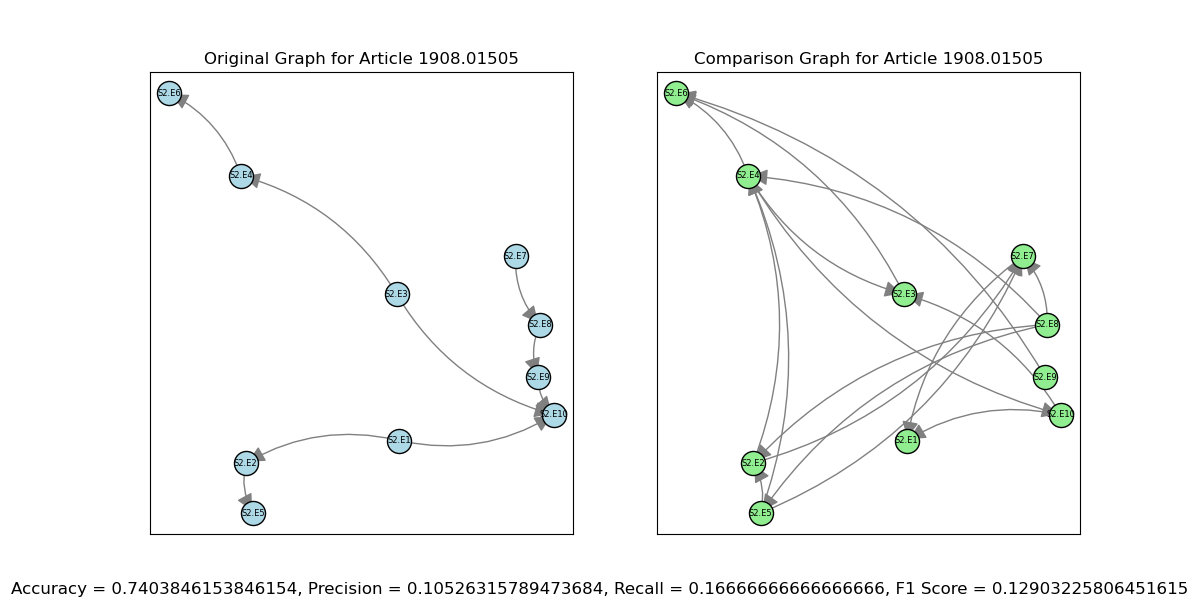 Original Graph for Article 1908.01505
Comparison Graph for Article 1908.01505
S2.E6
S2.E4
S2.E7
S2.E3
S2.E8
S2.E9
S2.E10
S2.E1
S2.E2
S2.E5
S2.E6
S2.E4
S2.E7
S2.E3
S2.E8
S2.E9
S2.E10
S2.E1
S2.E2
S2.E5
Accuracy = 0.7403846153846154, Precision = 0.10526315789473684, Recall = 0.16666666666666666, F1 Score = 0.12903225806451615